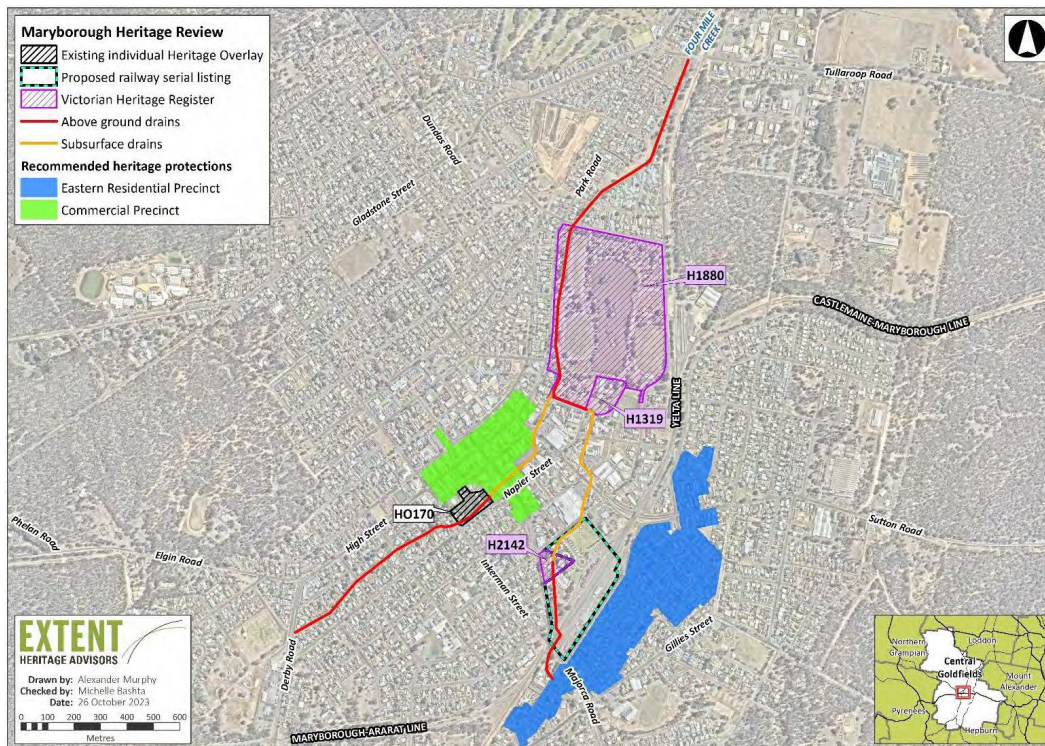 Maryborough Heritage Review
Existing individual Heritage Overlay
Proposed railway serial listing
Victorian Heritage Register
Above ground drains
Subsurface drains
Recommended heritage protections
Eastern Residential Precinct
Commercial Precinct
FOUR MILE
CREEK
Tullaroop Road
Dundas Road
Park Road
Gladstone Street
H1880
CASTLEMAINE-MARYBOROUGH LINE
YELTA LINE
H1319
Napier Street
HO170
High Street
Phelan Road
Elgin Road
Sutton Road
H2142
Inkerman Street
Gillies Street
Derby Road
Majorca Road
MARYBOROUGH-ARARAT LINE
EXTENT
HERITAGE ADVISORS
Drawn by: Alexander Murphy
Checked by: Michelle Bashta
Date: 26 October 2023
0 100 200 300 400 500 600
Metres
Northern
Grampians
Loddon
Central
Goldfields
Mount
Alexander
Pyrenees
Hepburn